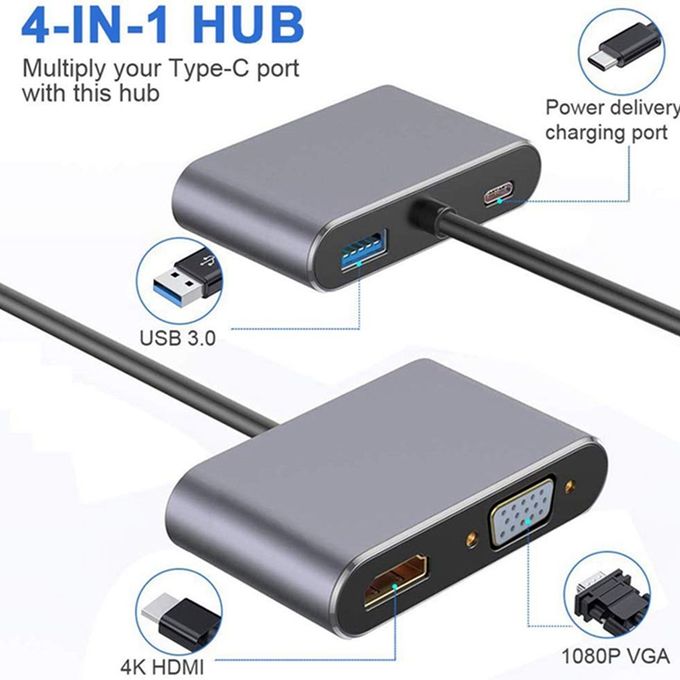 4-IN-1 HUB
Multiply your Type-C port
with this hub
Power delivery
charging port
USB 3.0
4K HDMI
1080P VGA